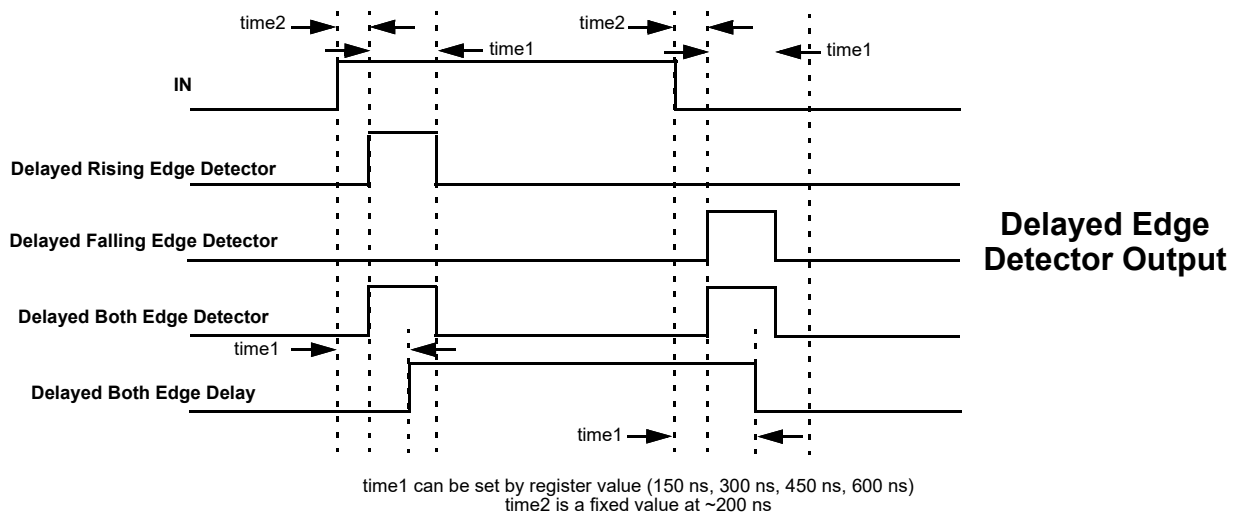 time2
time2
time1
time1
IN
Delayed Rising Edge Detector
Delayed Falling Edge Detector
Delayed Edge
Detector Output
Delayed Both Edge Detector
time1
Delayed Both Edge Delay
time1
time1 can be set by register value (150 ns, 300 ns, 450 ns, 600 ns)
time2 is a fixed value at ~200 ns